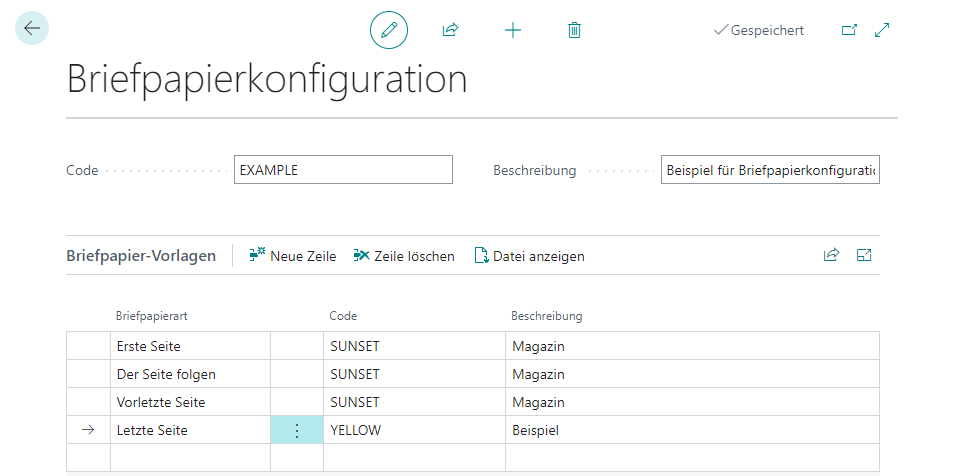 Gespeichert
Briefpapierkonfiguration
Code EXAMPLE Beschreibung Beispiel für Briefpapierkonfiguratio
Briefpapier-Vorlagen Neue Zeile Zeile löschen Datei anzeigen
Briefpapierart Code Beschreibung
Erste Seite SUNSET Magazin
Der Seite folgen SUNSET Magazin
Vorletzte Seite SUNSET Magazin
Letzte Seite YELLOW Beispiel